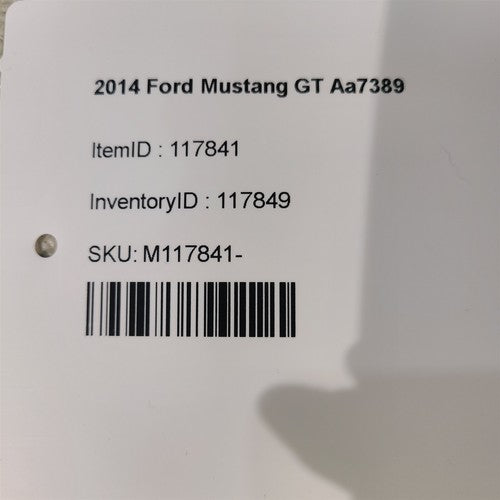 2014 Ford Mustang GT Aa7389
ItemID : 117841
InventoryID : 117849
SKU: M117841-